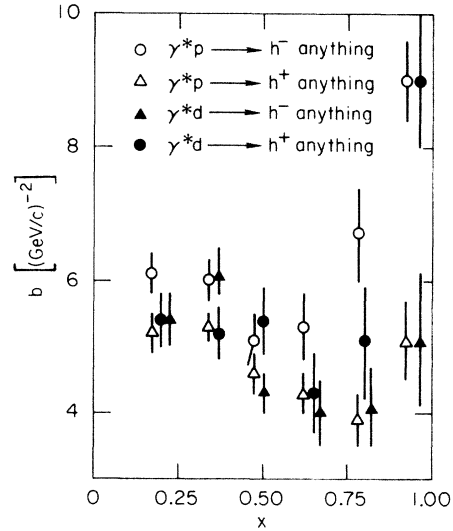 10
8
6
4
b [(GeV/c)⁻²]
γ*p ⟶ h⁻ anything
γ*p ⟶ h⁺ anything
γ*d ⟶ h⁻ anything
γ*d ⟶ h⁺ anything
0 0.25 0.50 0.75 1.00
x